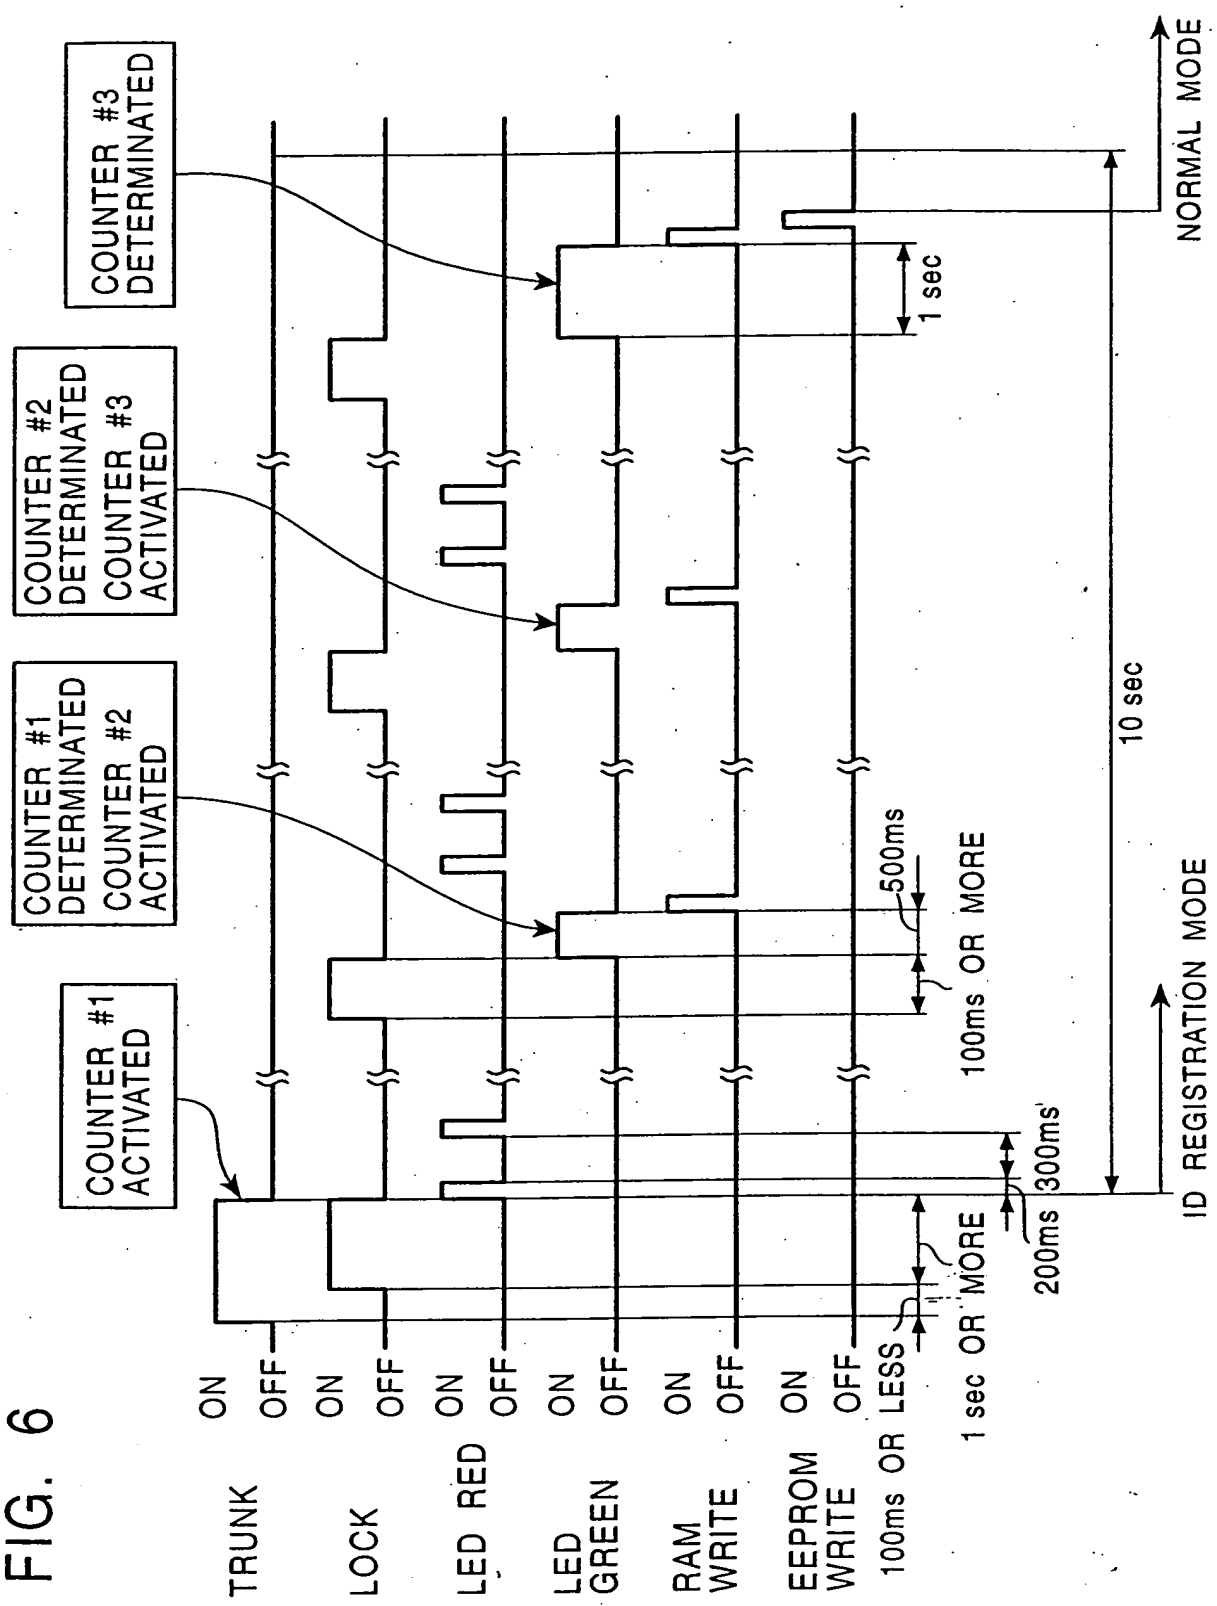 FIG. 6
COUNTER #1
ACTIVATED
COUNTER #1
DETERMINATED
COUNTER #2
ACTIVATED
COUNTER #2
DETERMINATED
COUNTER #3
ACTIVATED
COUNTER #3
DETERMINATED
TRUNK
ON
OFF
LOCK
ON
OFF
LED RED
ON
OFF
LED
GREEN
ON
OFF
RAM
WRITE
ON
OFF
EEPROM
WRITE
ON
OFF
100ms OR LESS
1 sec OR MORE
200ms
300ms
100ms OR MORE
500ms
1 sec
10 sec
ID REGISTRATION MODE
NORMAL MODE